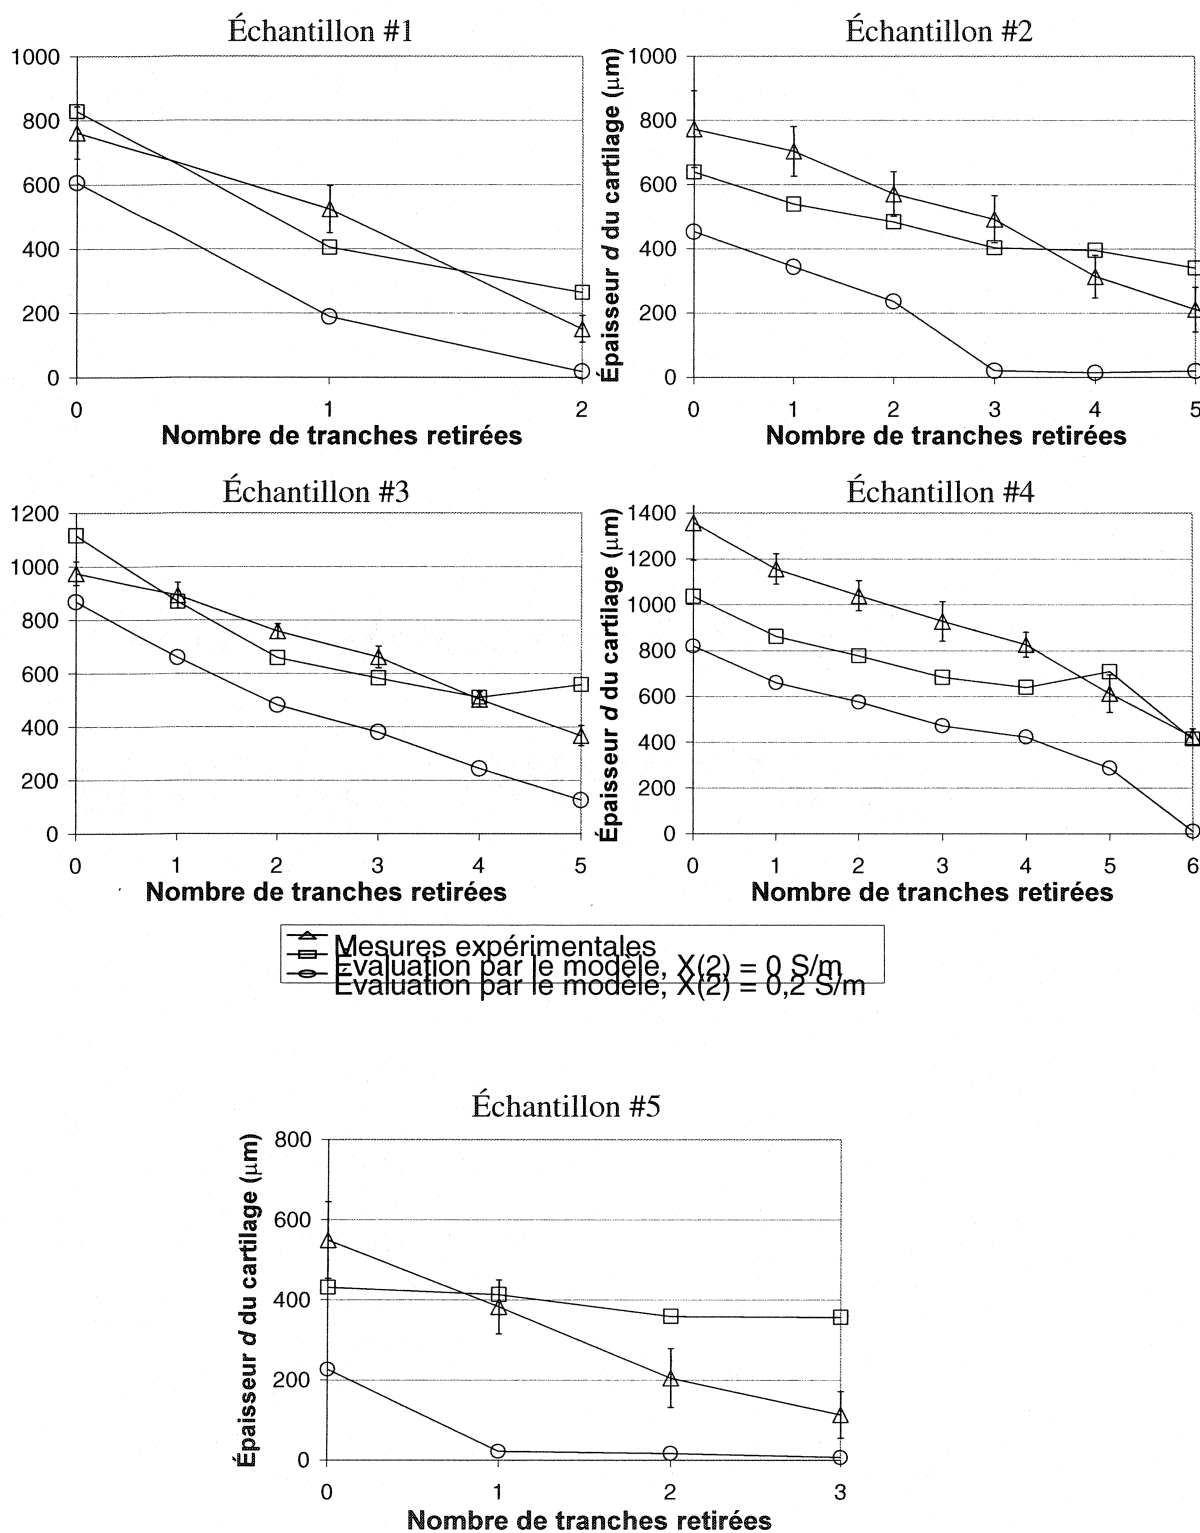 Échantillon #1
1000
800
600
400
200
0
0 1 2
Nombre de tranches retirées
Échantillon #2
Épaisseur d du cartilage (µm)
1000
800
600
400
200
0
0 1 2 3 4 5
Nombre de tranches retirées
Échantillon #3
1200
1000
800
600
400
200
0
0 1 2 3 4 5
Nombre de tranches retirées
Échantillon #4
Épaisseur d du cartilage (µm)
1400
1200
1000
800
600
400
200
0
0 1 2 3 4 5 6
Nombre de tranches retirées
Mesures expérimentales
Évaluation par le modèle, X(2) = 0 S/m
Évaluation par le modèle, X(2) = 0,2 S/m
Échantillon #5
Épaisseur d du cartilage (µm)
800
600
400
200
0
0 1 2 3
Nombre de tranches retirées